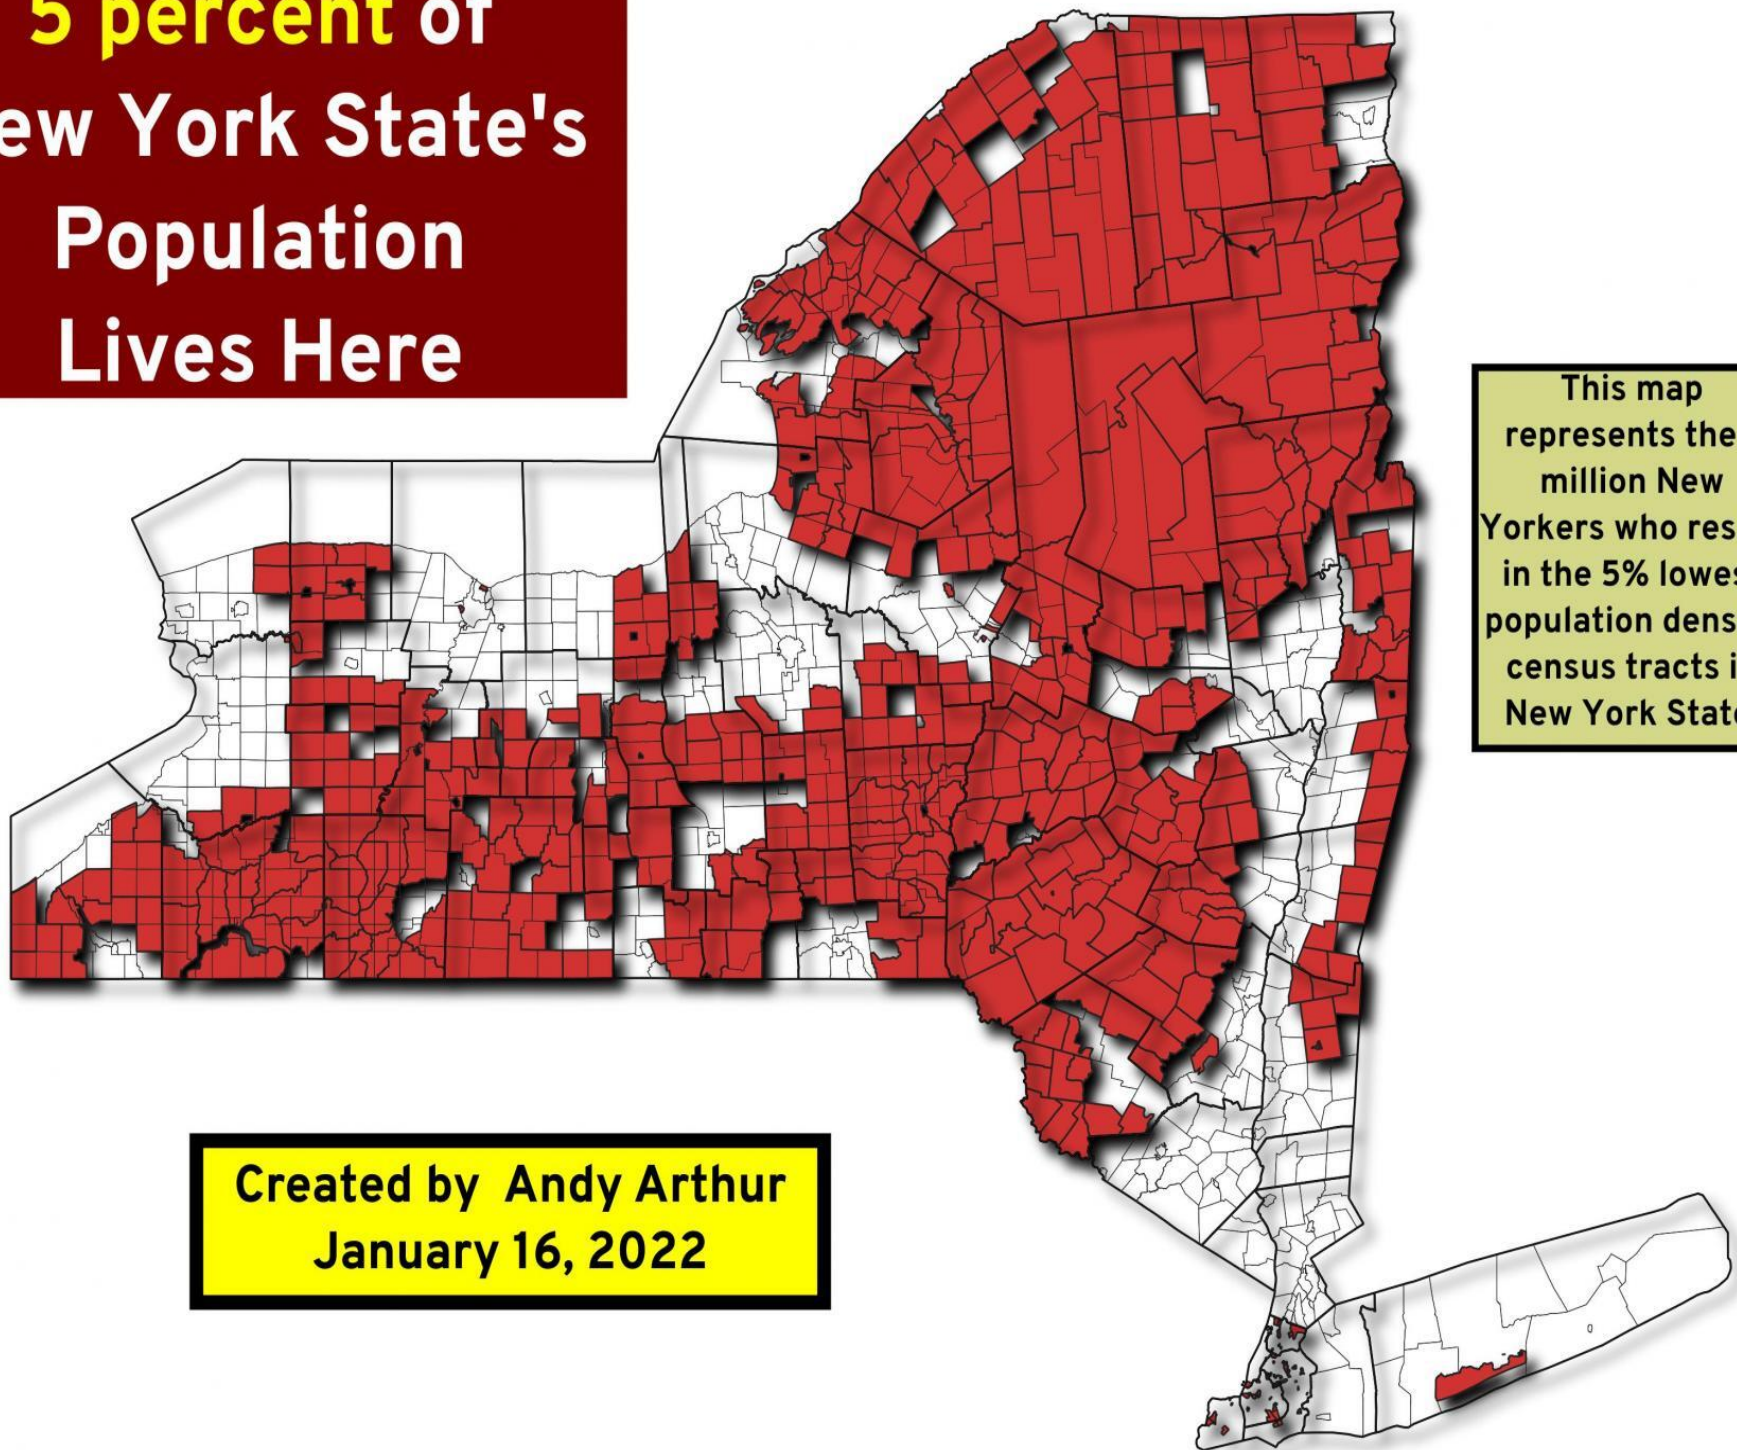 5 percent of
ew York State's
Population
Lives Here
This map
represents the
million New
Yorkers who res
in the 5% lowes
population dens
census tracts i
New York State
Created by Andy Arthur
January 16, 2022